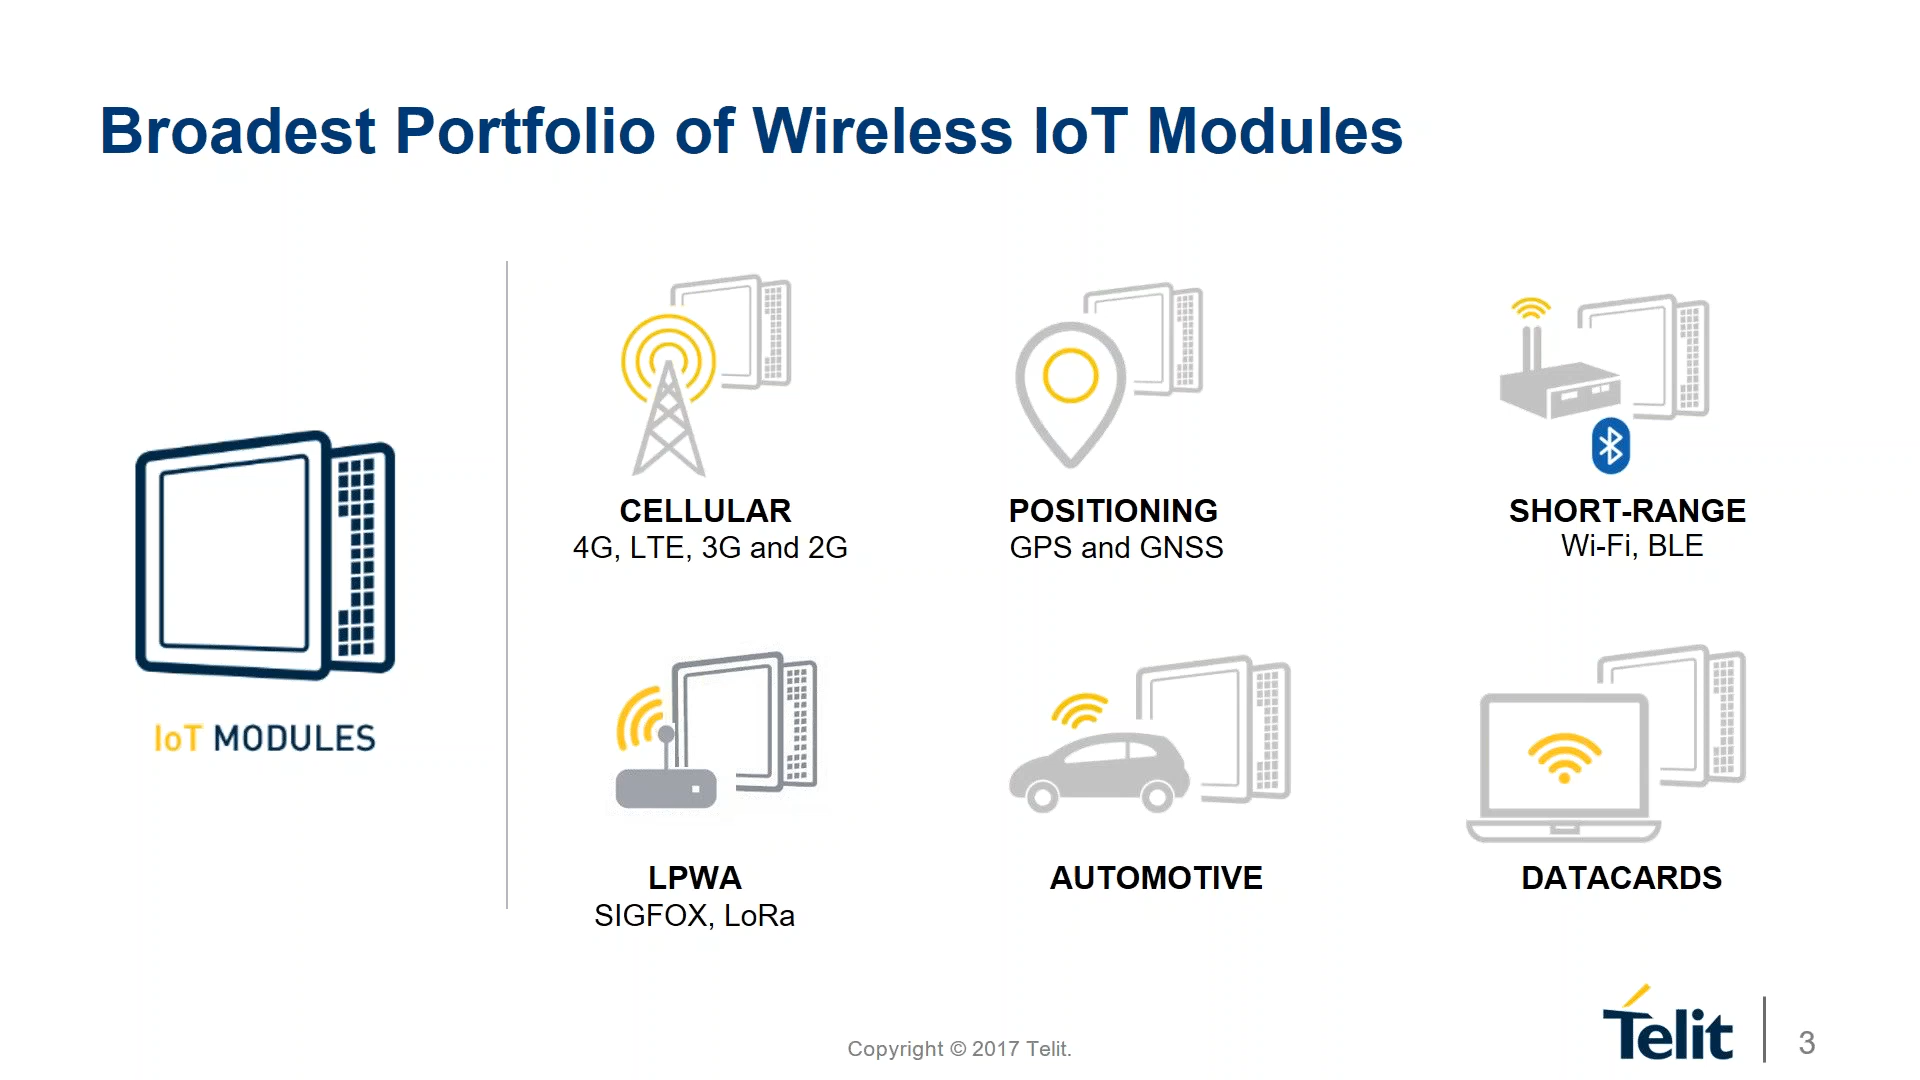 Broadest Portfolio of Wireless IoT Modules
IoT MODULES
CELLULAR
4G, LTE, 3G and 2G
POSITIONING
GPS and GNSS
SHORT-RANGE
Wi-Fi, BLE
LPWA
SIGFOX, LoRa
AUTOMOTIVE
DATACARDS
Copyright © 2017 Telit.
Telit
3